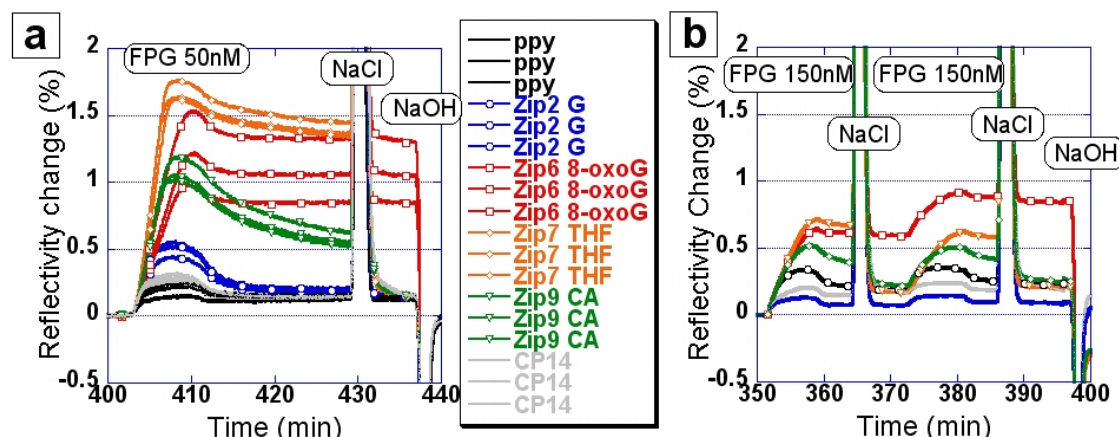 a
2
1.5
1
0.5
0
-0.5
Reflectivity change (%)
FPG 50nM
NaCl
NaOH
400
410
420
430
440
Time (min)
ppy
ppy
ppy
Zip2 G
Zip2 G
Zip2 G
Zip6 8-oxoG
Zip6 8-oxoG
Zip6 8-oxoG
Zip7 THF
Zip7 THF
Zip7 THF
Zip9 CA
Zip9 CA
Zip9 CA
CP14
CP14
CP14
b
2
1.5
1
0.5
0
-0.5
Reflectivity Change (%)
FPG 150nM
FPG 150nM
NaCl
NaCl
NaOH
350
360
370
380
390
400
Time (min)